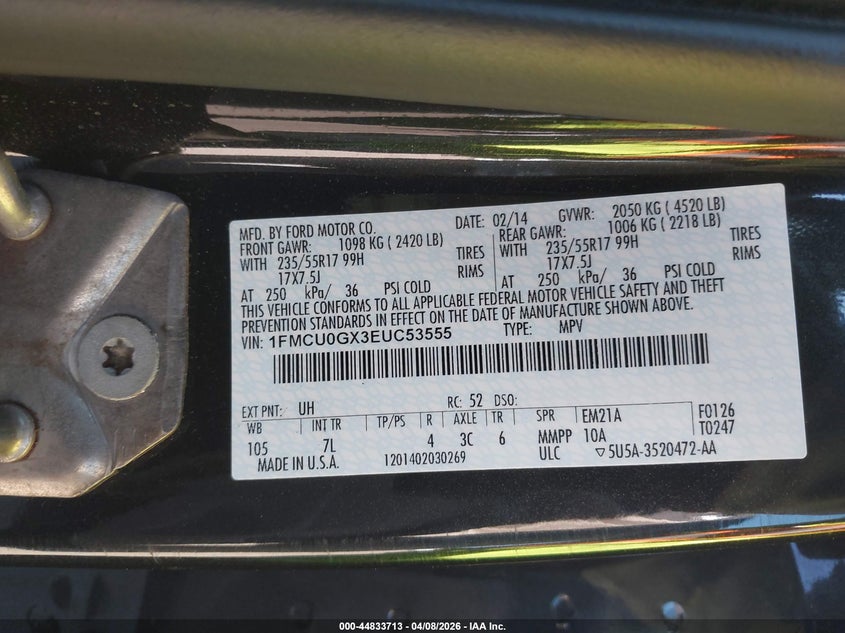 MFD. BY FORD MOTOR CO. DATE: 02/14 GVWR: 2050 KG ( 4520 LB)
FRONT GAWR: 1098 KG ( 2420 LB) REAR GAWR: 1006 KG ( 2218 LB)
WITH 235/55R17 99H TIRES WITH 235/55R17 99H TIRES
17X7.5J RIMS 17X7.5J RIMS
AT 250 kPa/ 36 PSI COLD AT 250 kPa/ 36 PSI COLD
THIS VEHICLE CONFORMS TO ALL APPLICABLE FEDERAL MOTOR VEHICLE SAFETY AND THEFT
PREVENTION STANDARDS IN EFFECT ON THE DATE OF MANUFACTURE SHOWN ABOVE.
VIN: 1FMCU0GX3EUC53555 TYPE: MPV
EXT PNT: UH RC: 52 DSO:
WB INT TR TP/PS R AXLE TR SPR EM21A F0126
105 7L 4 3C 6 MMPP 10A T0247
MADE IN U.S.A. 1201402030269 ULC ▽5U5A-3520472-AA
000-44833713 - 04/08/2026 - IAA Inc.